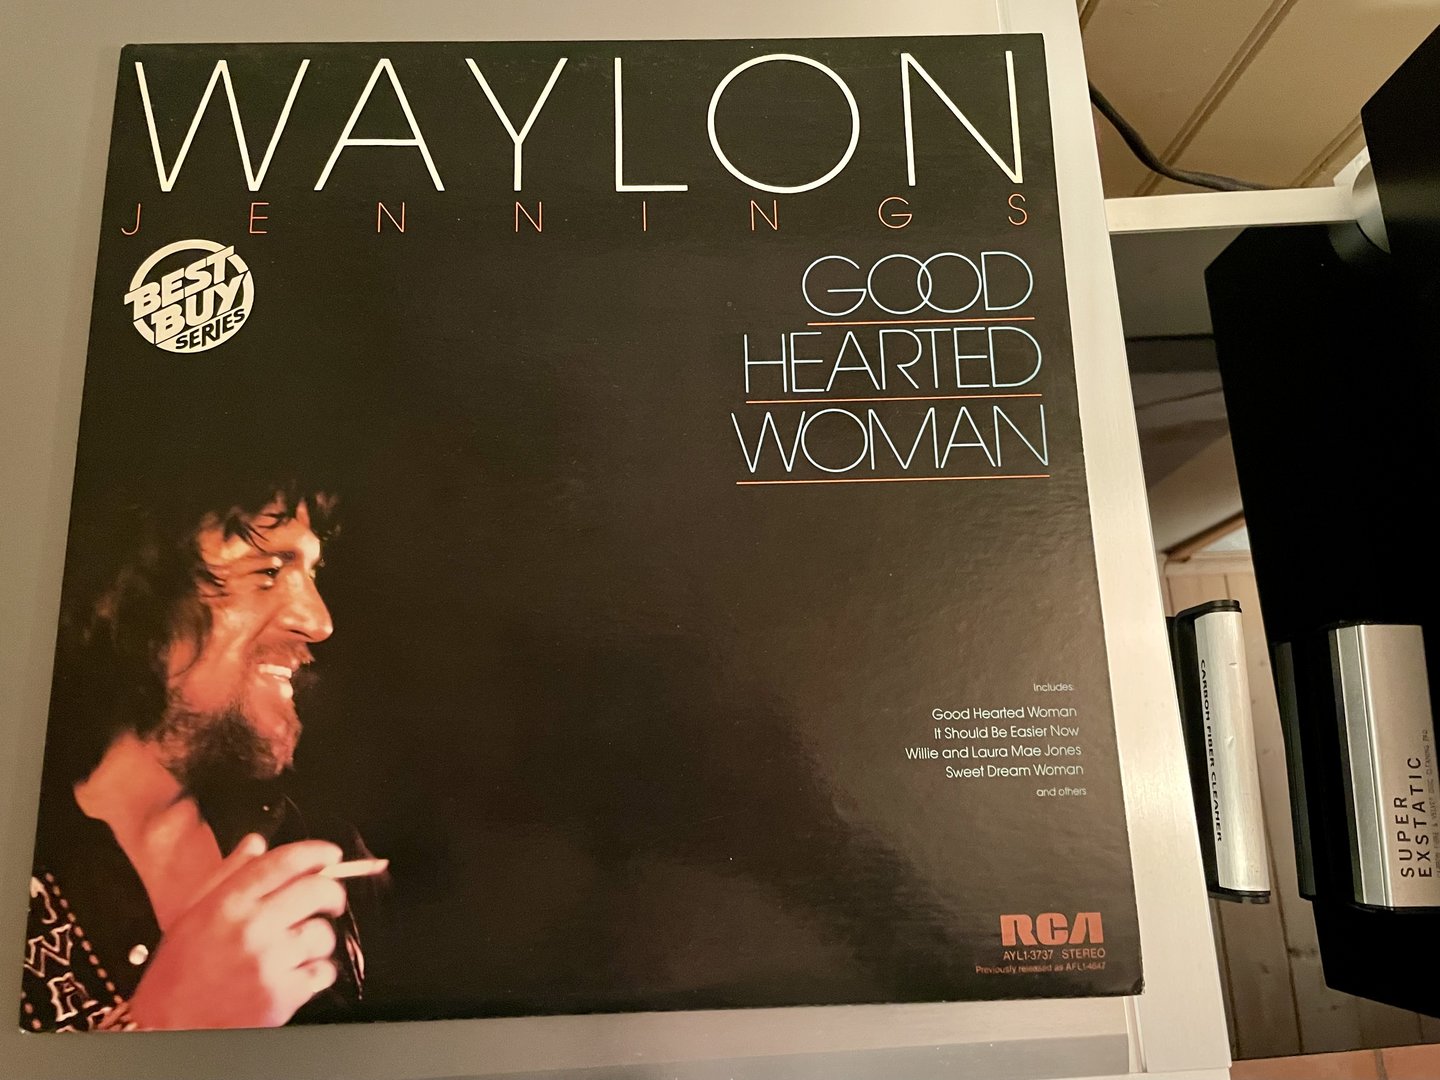 WAYLON
JENNINGS
BEST
BUY
SERIES
GOOD
HEARTED
WOMAN
Includes:
Good Hearted Woman
It Should Be Easier Now
Willie and Laura Mae Jones
Sweet Dream Woman
and others
RCA
AYL1-3737 STEREO
Previously released as AFL1-4647
CARBON FIBER CLEANER
SUPER
EXSTATIC